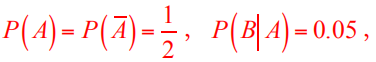 P(A) = P(A̅) = 1/2 , P(B|A) = 0.05 ,